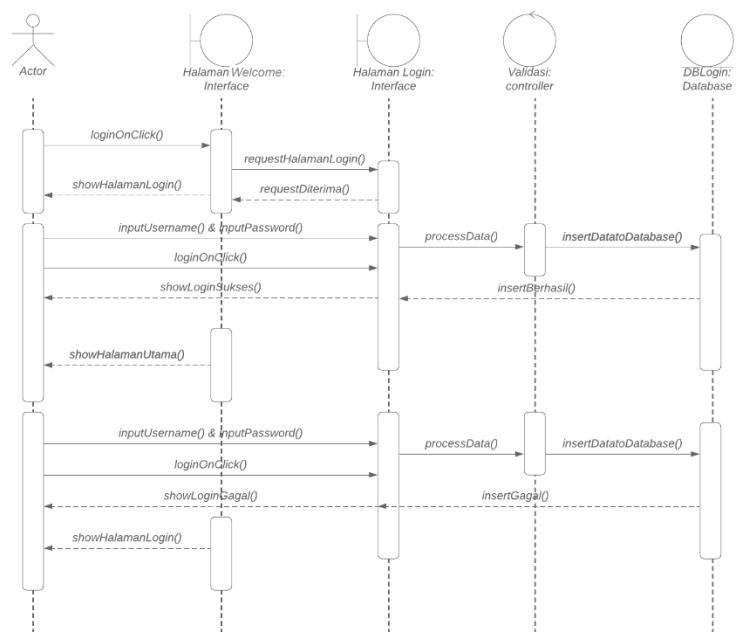 Actor
Halaman Welcome:
Interface
Halaman Login:
Interface
Validasi:
controller
DBLogin:
Database
loginOnClick()
requestHalamanLogin()
showHalamanLogin()
requestDiterima()
inputUsername() & inputPassword()
processData()
insertDatatoDatabase()
loginOnClick()
showLoginSukses()
insertBerhasil()
showHalamanUtama()
inputUsername() & inputPassword()
processData()
insertDatatoDatabase()
loginOnClick()
showLoginGagal()
insertGagal()
showHalamanLogin()